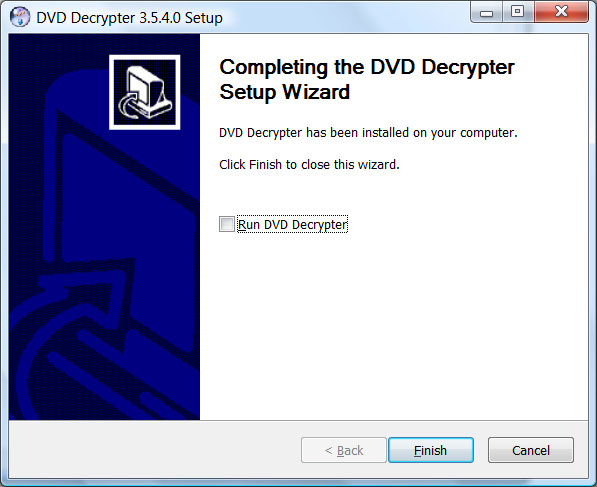 DVD Decrypter 3.5.4.0 Setup
Completing the DVD Decrypter
Setup Wizard
DVD Decrypter has been installed on your computer.
Click Finish to close this wizard.
Run DVD Decrypter
< Back
Finish
Cancel